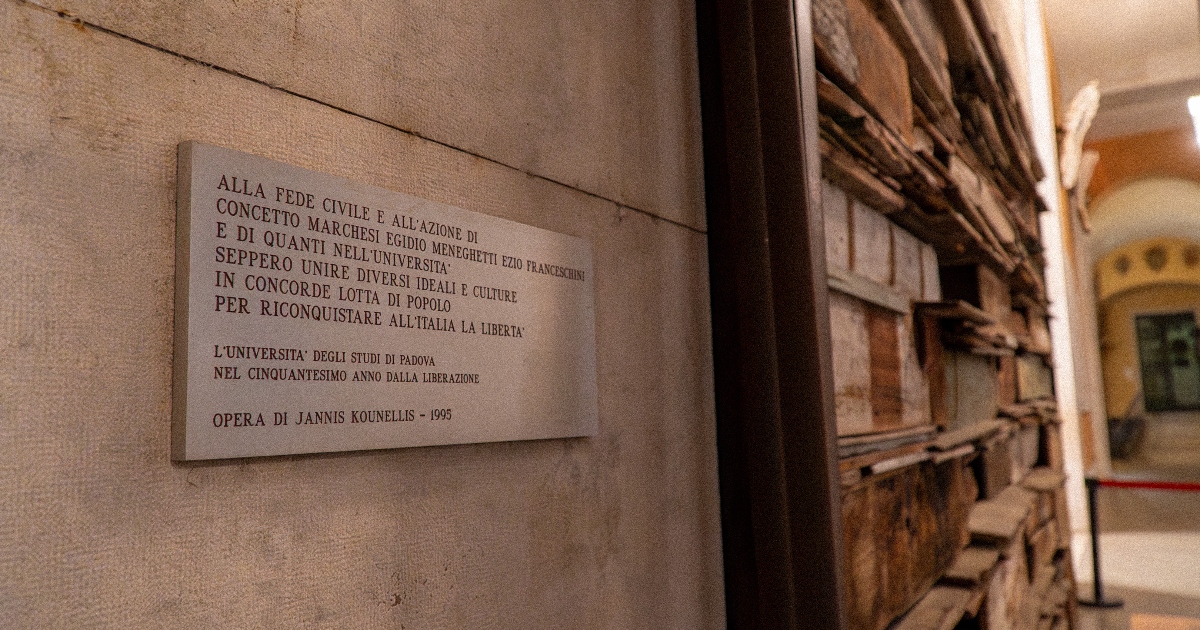 ALLA FEDE CIVILE E ALL'AZIONE DI
CONCETTO MARCHESI EGIDIO MENEGHETTI EZIO FRANCESCHINI
E DI QUANTI NELL'UNIVERSITA'
SEPPERO UNIRE DIVERSI IDEALI E CULTURE
IN CONCORDE LOTTA DI POPOLO
PER RICONQUISTARE ALL'ITALIA LA LIBERTA'
L'UNIVERSITA' DEGLI STUDI DI PADOVA
NEL CINQUANTESIMO ANNO DALLA LIBERAZIONE
OPERA DI JANNIS KOUNELLIS - 1995